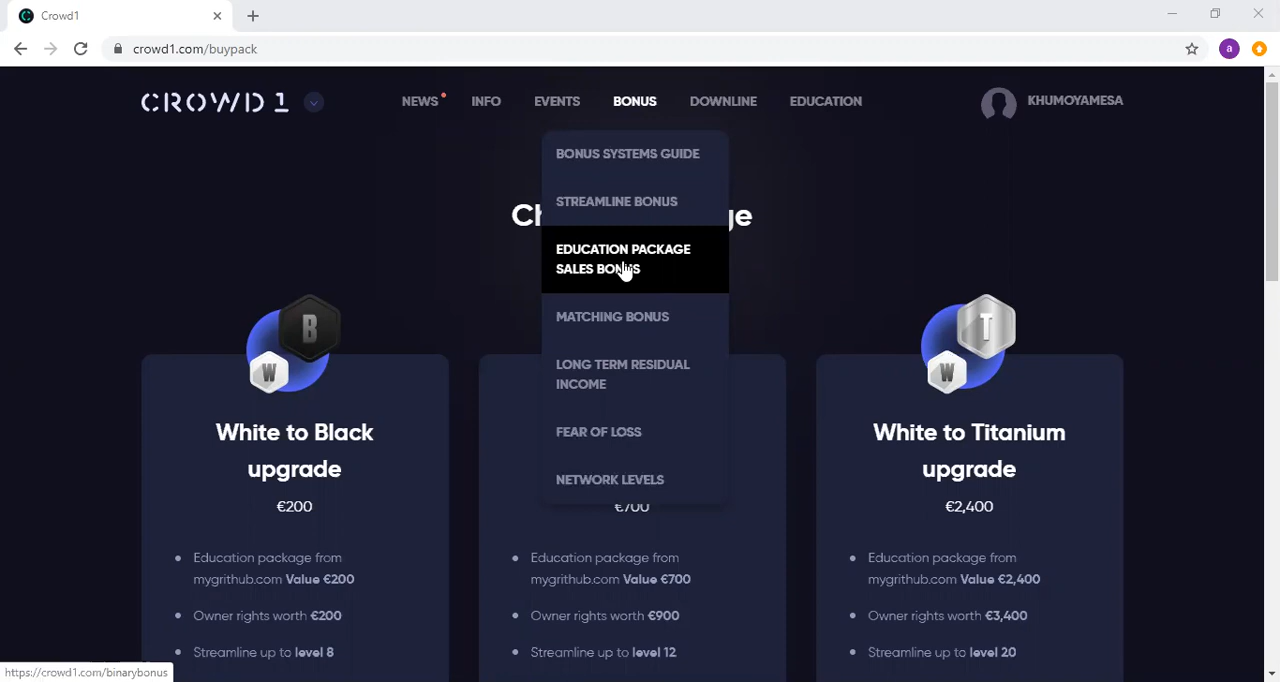 Crowd1
crowd1.com/buypack
a
CROWD 1
NEWS INFO EVENTS BONUS DOWNLINE EDUCATION
KHUMOYAMESA
BONUS SYSTEMS GUIDE
STREAMLINE BONUS
EDUCATION PACKAGE
SALES BONUS
MATCHING BONUS
LONG TERM RESIDUAL
INCOME
FEAR OF LOSS
NETWORK LEVELS
B
W
White to Black
upgrade
€200
Education package from
mygrithub.com Value €200
Owner rights worth €200
Streamline up to level 8
€700
Education package from
mygrithub.com Value €700
Owner rights worth €900
Streamline up to level 12
T
W
White to Titanium
upgrade
€2,400
Education package from
mygrithub.com Value €2,400
Owner rights worth €3,400
Streamline up to level 20
https://crowd1.com/binarybonus